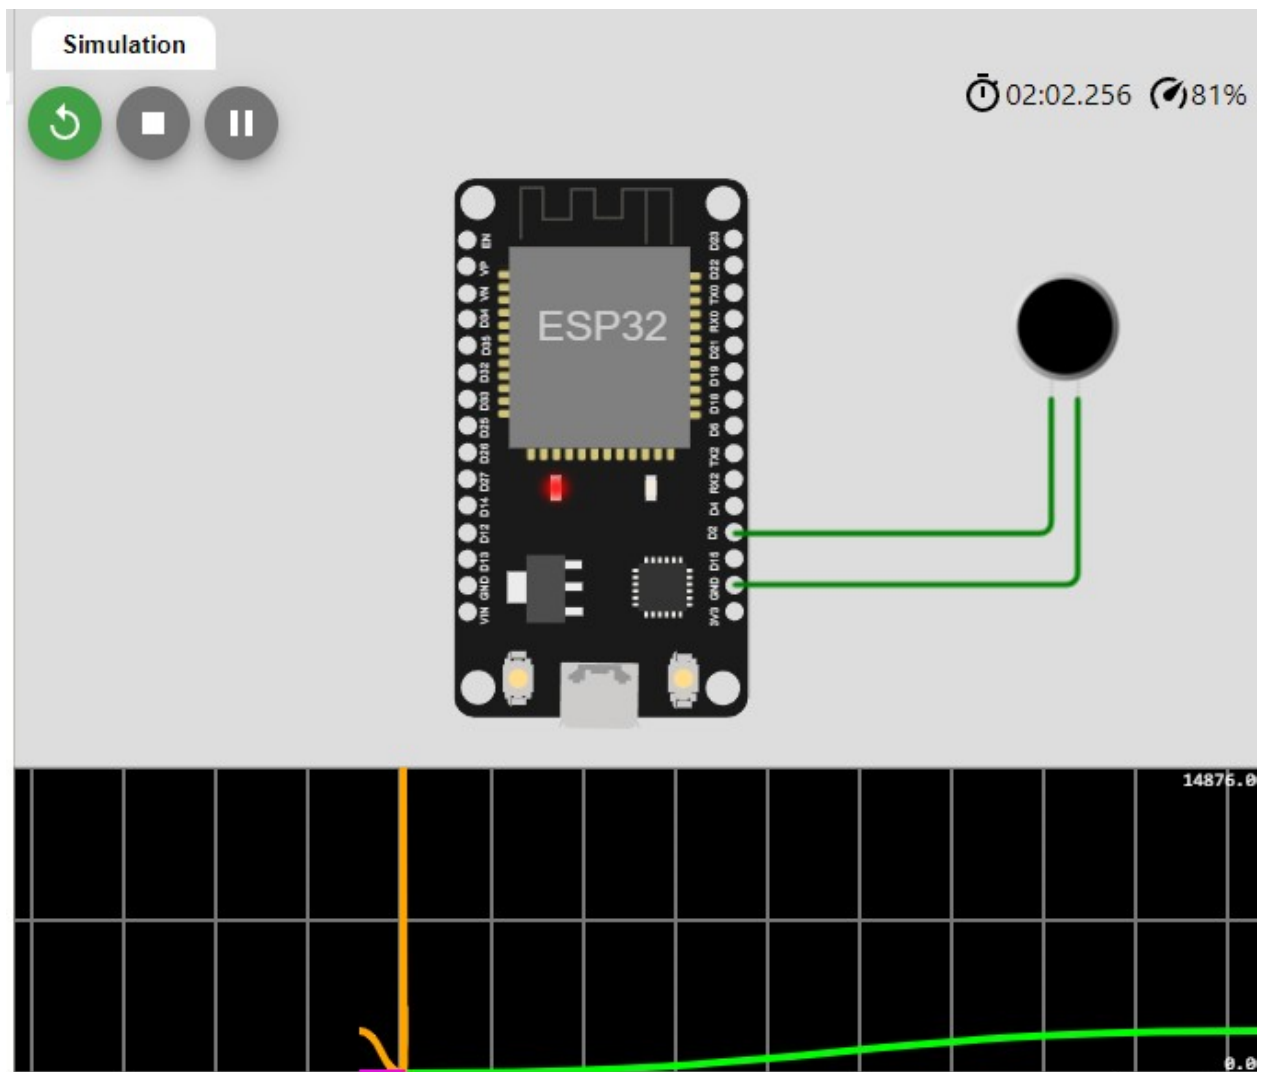 Simulation
02:02.256 81%
ESP32
EN
VP
VN
D34
D35
D32
D33
D25
D26
D27
D14
D12
D13
GND
VIN
D23
D22
TX0
RX0
D21
D19
D18
D5
TX2
RX2
D4
D2
D15
GND
3V3
14876.0
0.0